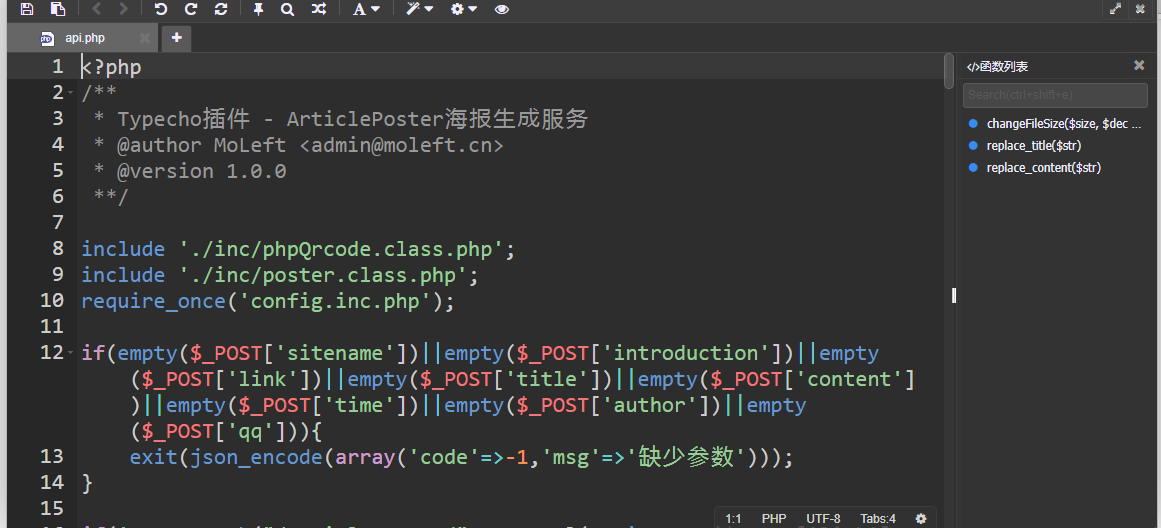 api.php
1 <?php
2 /**
3 * Typecho插件 - ArticlePoster海报生成服务
4 * @author MoLeft <admin@moleft.cn>
5 * @version 1.0.0
6 **/
7
8 include './inc/phpQrcode.class.php';
9 include './inc/poster.class.php';
10 require_once('config.inc.php');
11
12 if(empty($_POST['sitename'])||empty($_POST['introduction'])||empty
($_POST['link'])||empty($_POST['title'])||empty($_POST['content']
)||empty($_POST['time'])||empty($_POST['author'])||empty
($_POST['qq'])){
13 exit(json_encode(array('code'=>-1,'msg'=>'缺少参数')));
14 }
15
函数列表
Search(ctrl+shift+e)
changeFileSize($size, $dec ...
replace_title($str)
replace_content($str)
1:1 PHP UTF-8 Tabs:4